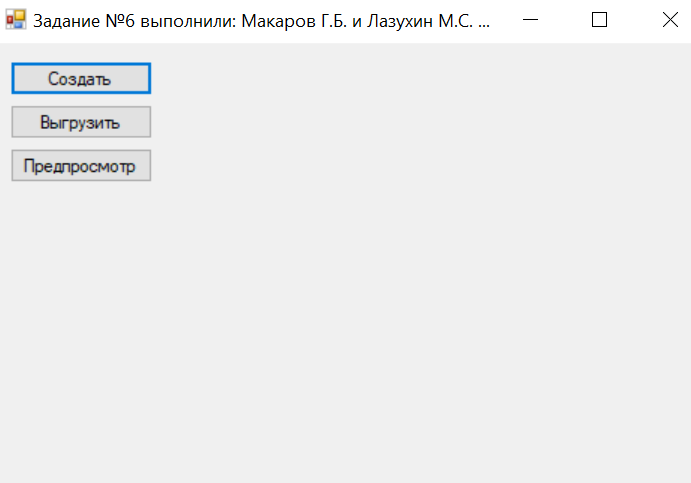 Задание №6 выполнили: Макаров Г.Б. и Лазухин М.С. ...
Создать
Выгрузить
Предпросмотр